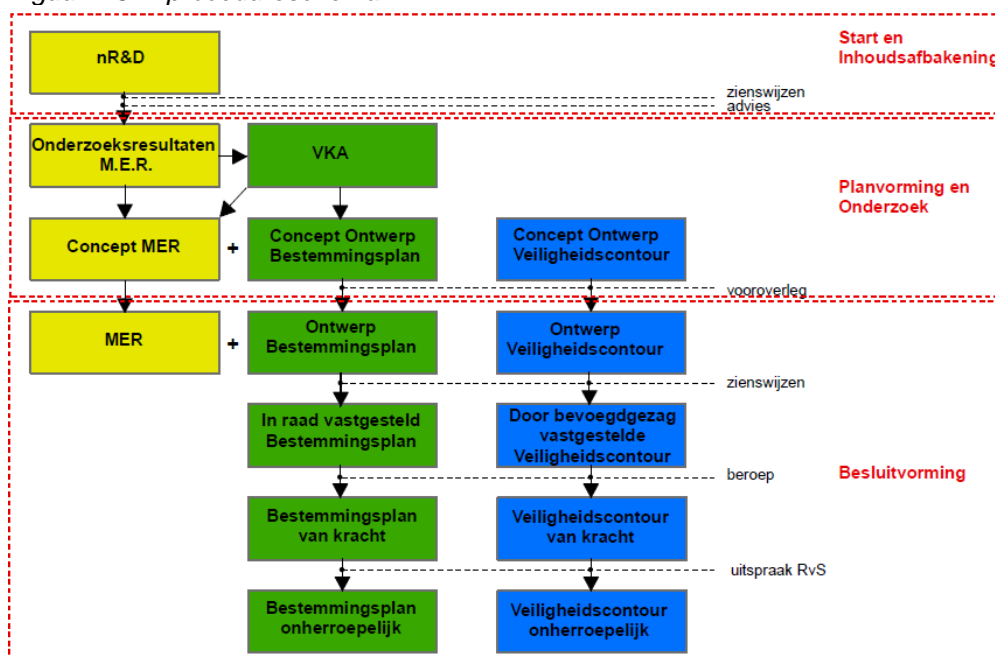 Start en
Inhoudsafbakening
nR&D
zienswijzen
advies
Onderzoeksresultaten
M.E.R.
VKA
Planvorming en
Onderzoek
Concept MER
+
Concept Ontwerp
Bestemmingsplan
Concept Ontwerp
Veiligheidscontour
vooroverleg
MER
+
Ontwerp
Bestemmingsplan
Ontwerp
Veiligheidscontour
zienswijzen
In raad vastgesteld
Bestemmingsplan
Door bevoegdgezag
vastgestelde
Veiligheidscontour
beroep
Besluitvorming
Bestemmingsplan
van kracht
Veiligheidscontour
van kracht
uitspraak RvS
Bestemmingsplan
onherroepelijk
Veiligheidscontour
onherroepelijk